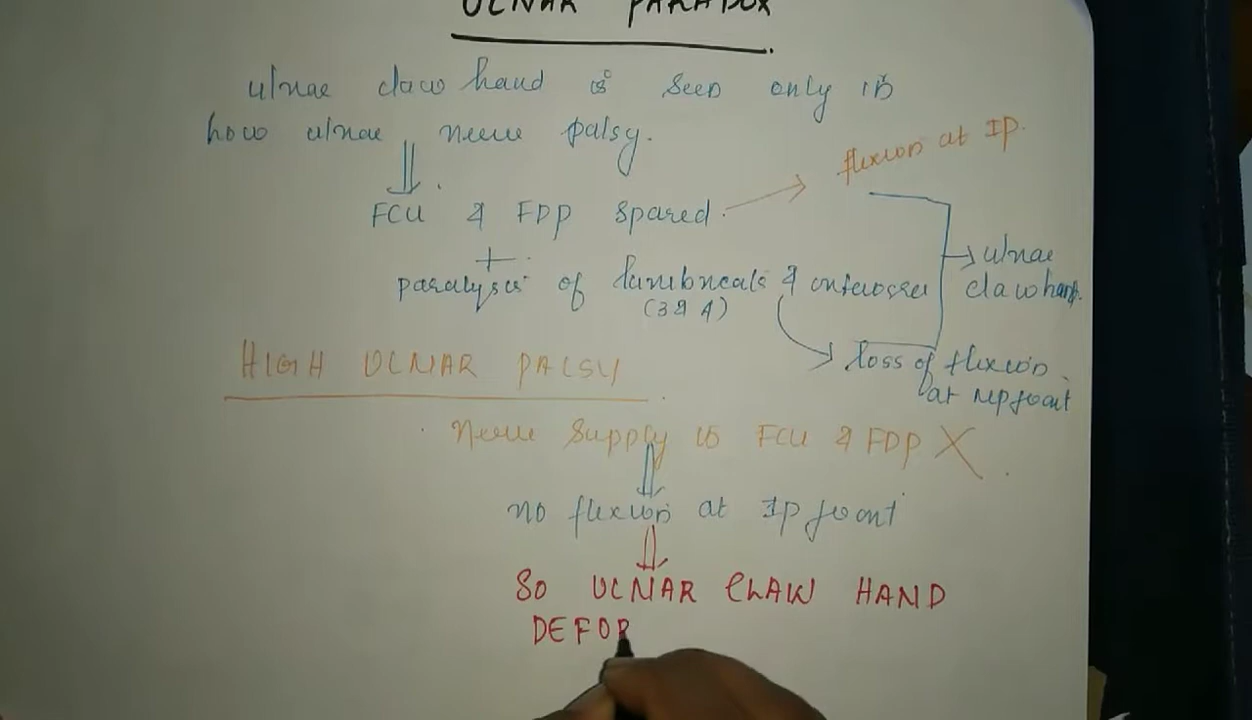 ULNAR PARADOX
ulnar claw hand is seen only in
low ulnar nerve palsy.
flexion at IP.
FCU & FDP spared
+
paralysis of lumbricals & interossei
(3 & 4)
ulnar
claw hand.
loss of flexion
at mp joint
HIGH ULNAR PALSY
Nerve supply to FCU & FDP X
no flexion at Ip joint
SO ULNAR CLAW HAND
DEFOR